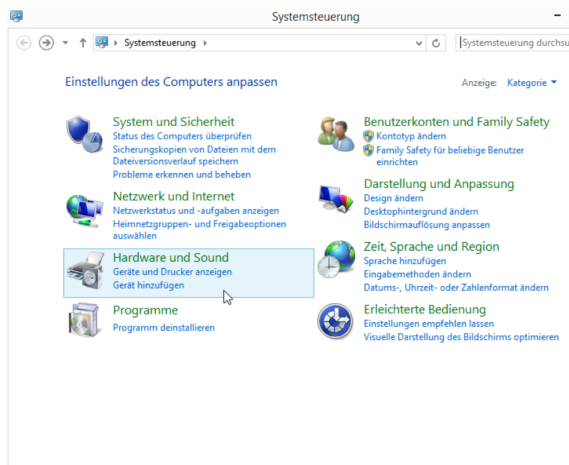 Systemsteuerung
Systemsteuerung
Systemsteuerung durchsu
Einstellungen des Computers anpassen
Anzeige: Kategorie
System und Sicherheit
Status des Computers überprüfen
Sicherungskopien von Dateien mit dem
Dateiversionsverlauf speichern
Probleme erkennen und beheben
Netzwerk und Internet
Netzwerkstatus und -aufgaben anzeigen
Heimnetzgruppen- und Freigabeoptionen
auswählen
Hardware und Sound
Geräte und Drucker anzeigen
Gerät hinzufügen
Programme
Programm deinstallieren
Benutzerkonten und Family Safety
Kontotyp ändern
Family Safety für beliebige Benutzer
einrichten
Darstellung und Anpassung
Design ändern
Desktophintergrund ändern
Bildschirmauflösung anpassen
Zeit, Sprache und Region
Sprache hinzufügen
Eingabemethoden ändern
Datums-, Uhrzeit- oder Zahlenformat ändern
Erleichterte Bedienung
Einstellungen empfehlen lassen
Visuelle Darstellung des Bildschirms optimieren